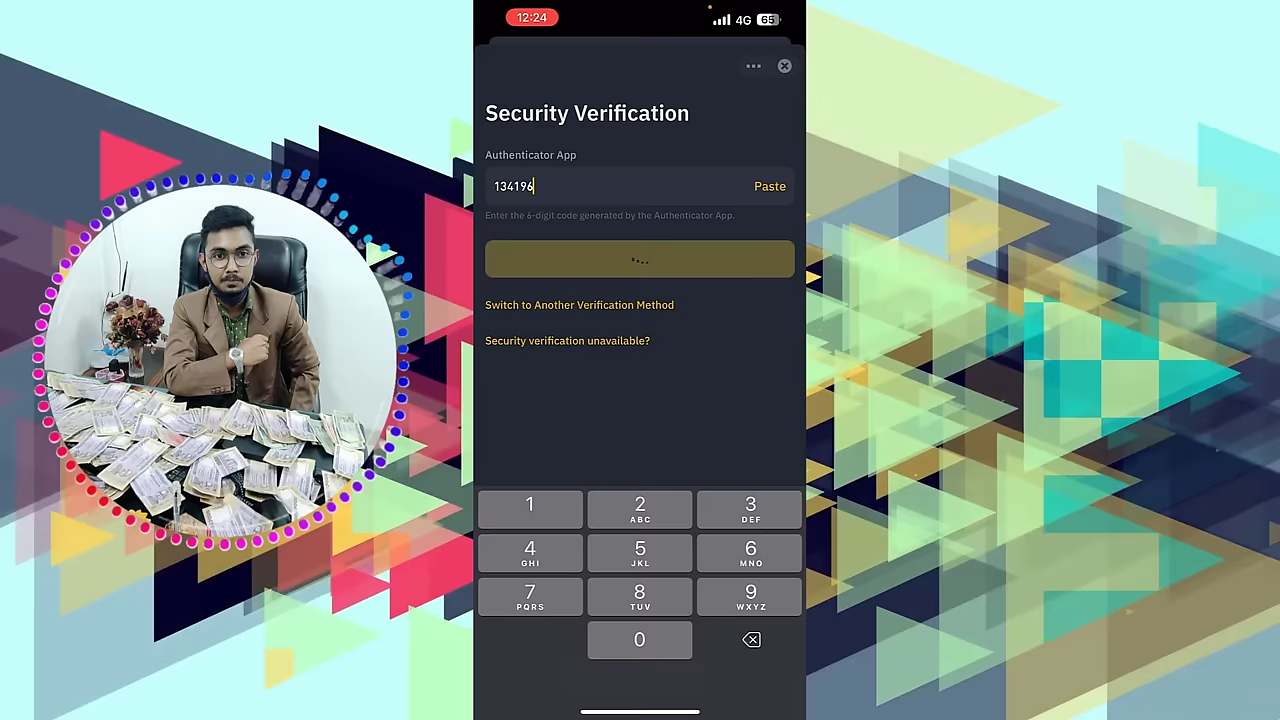 12:24
4G 65
Security Verification
Authenticator App
134196
Paste
Enter the 6-digit code generated by the Authenticator App.
Switch to Another Verification Method
Security verification unavailable?
1
2 ABC
3 DEF
4 GHI
5 JKL
6 MNO
7 PQRS
8 TUV
9 WXYZ
0